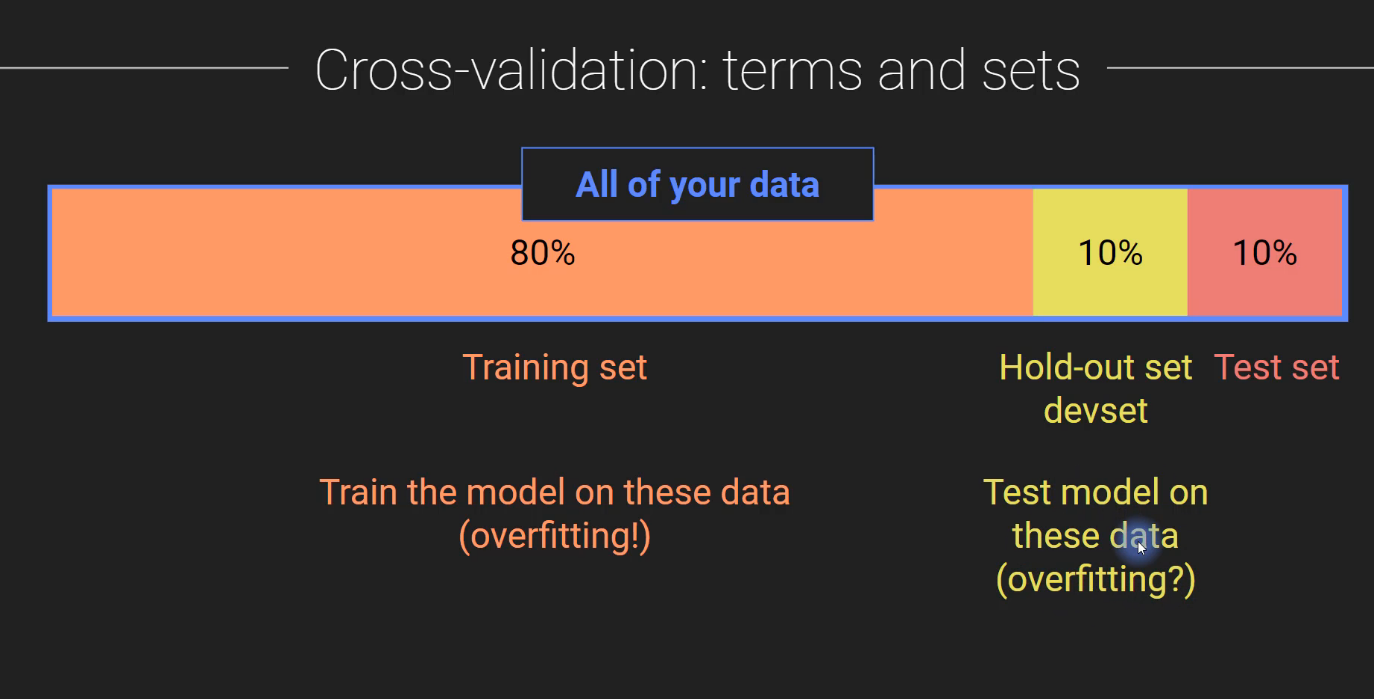 Cross-validation: terms and sets
All of your data
80%
10%
10%
Training set
Hold-out set
devset
Test set
Train the model on these data
(overfitting!)
Test model on
these data
(overfitting?)